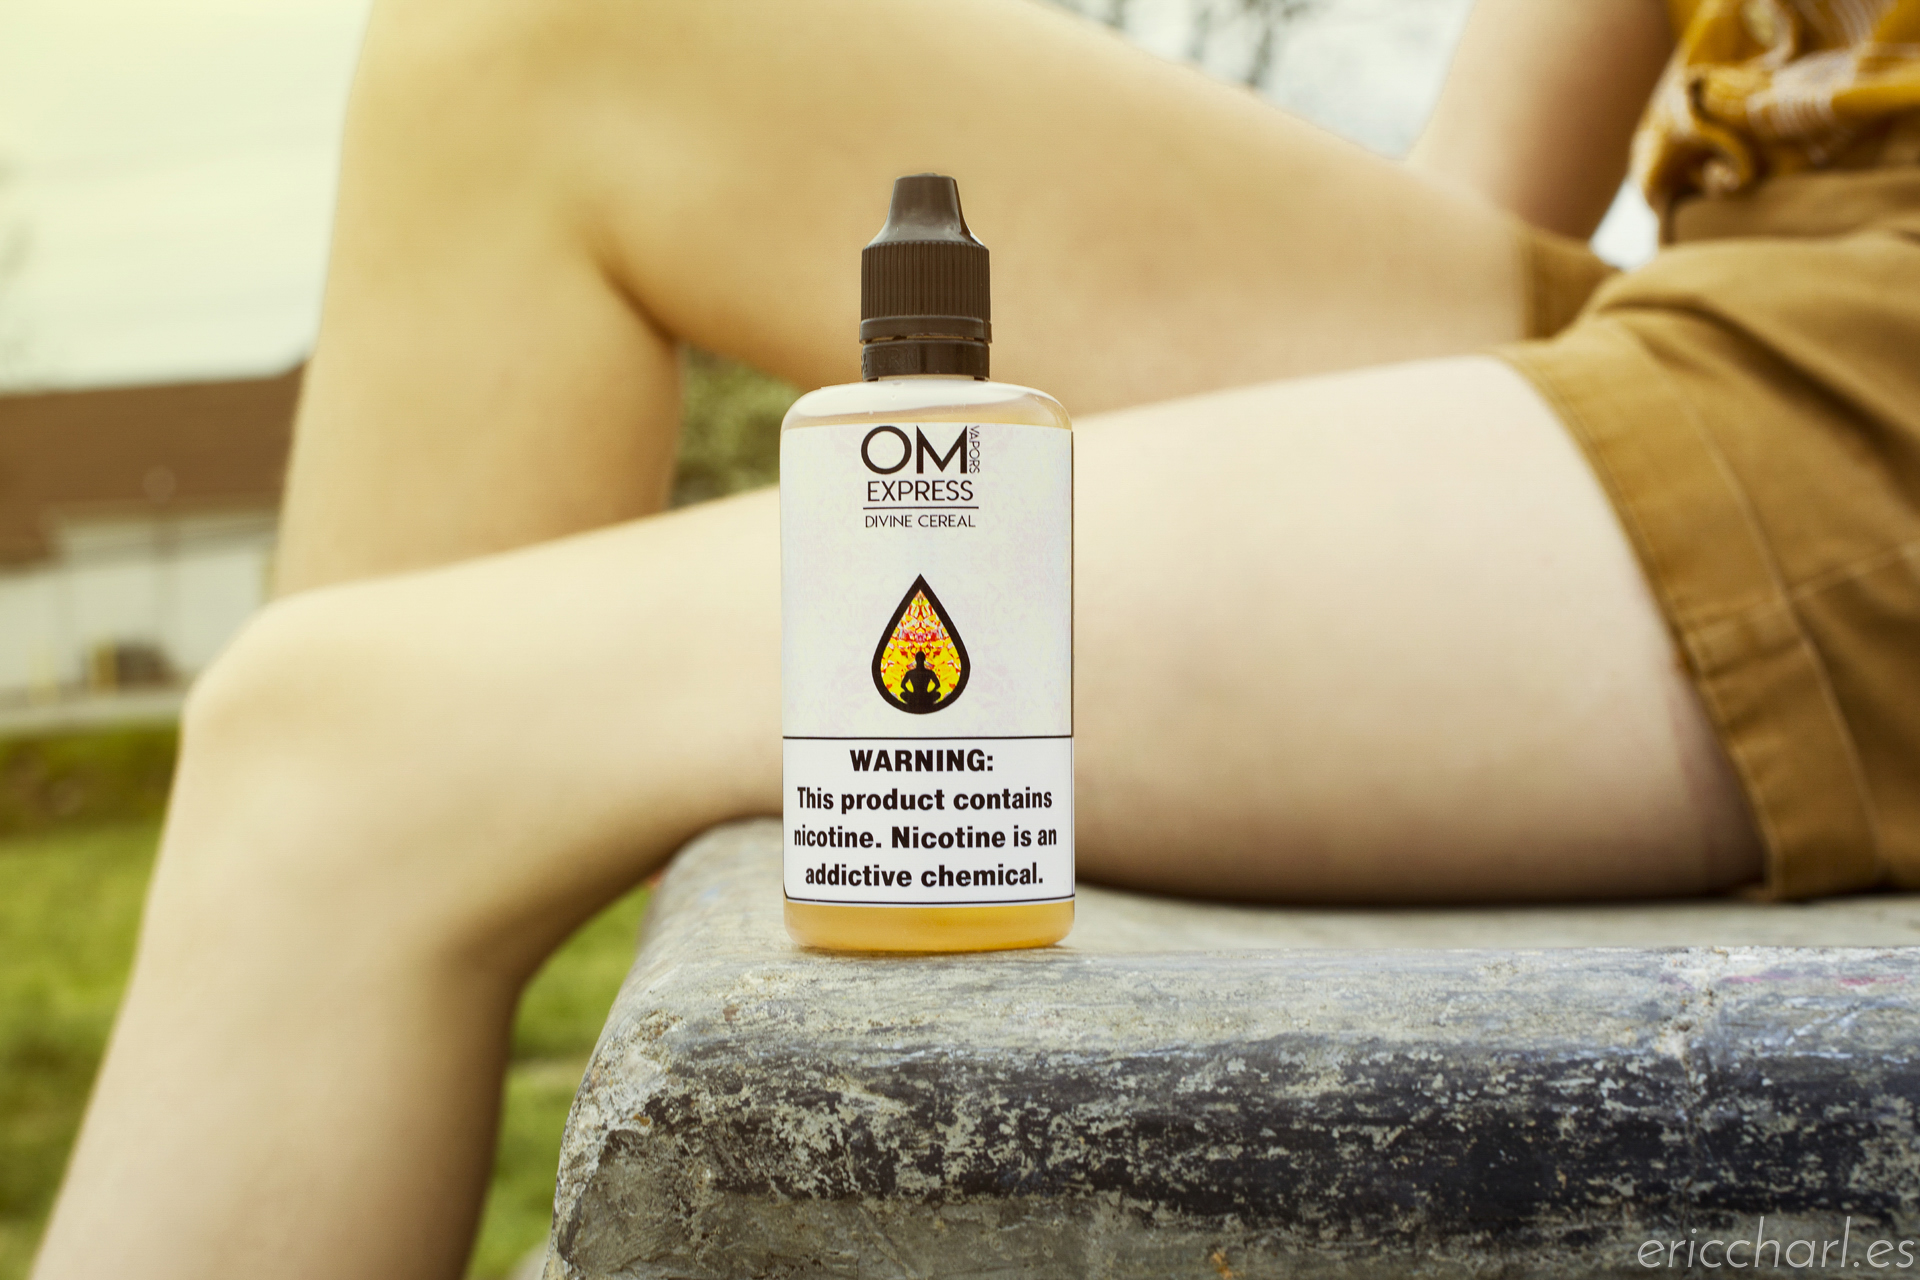 OM
VAPORS
EXPRESS
DIVINE CEREAL
WARNING:
This product contains
nicotine. Nicotine is an
addictive chemical.
ericcharl.es